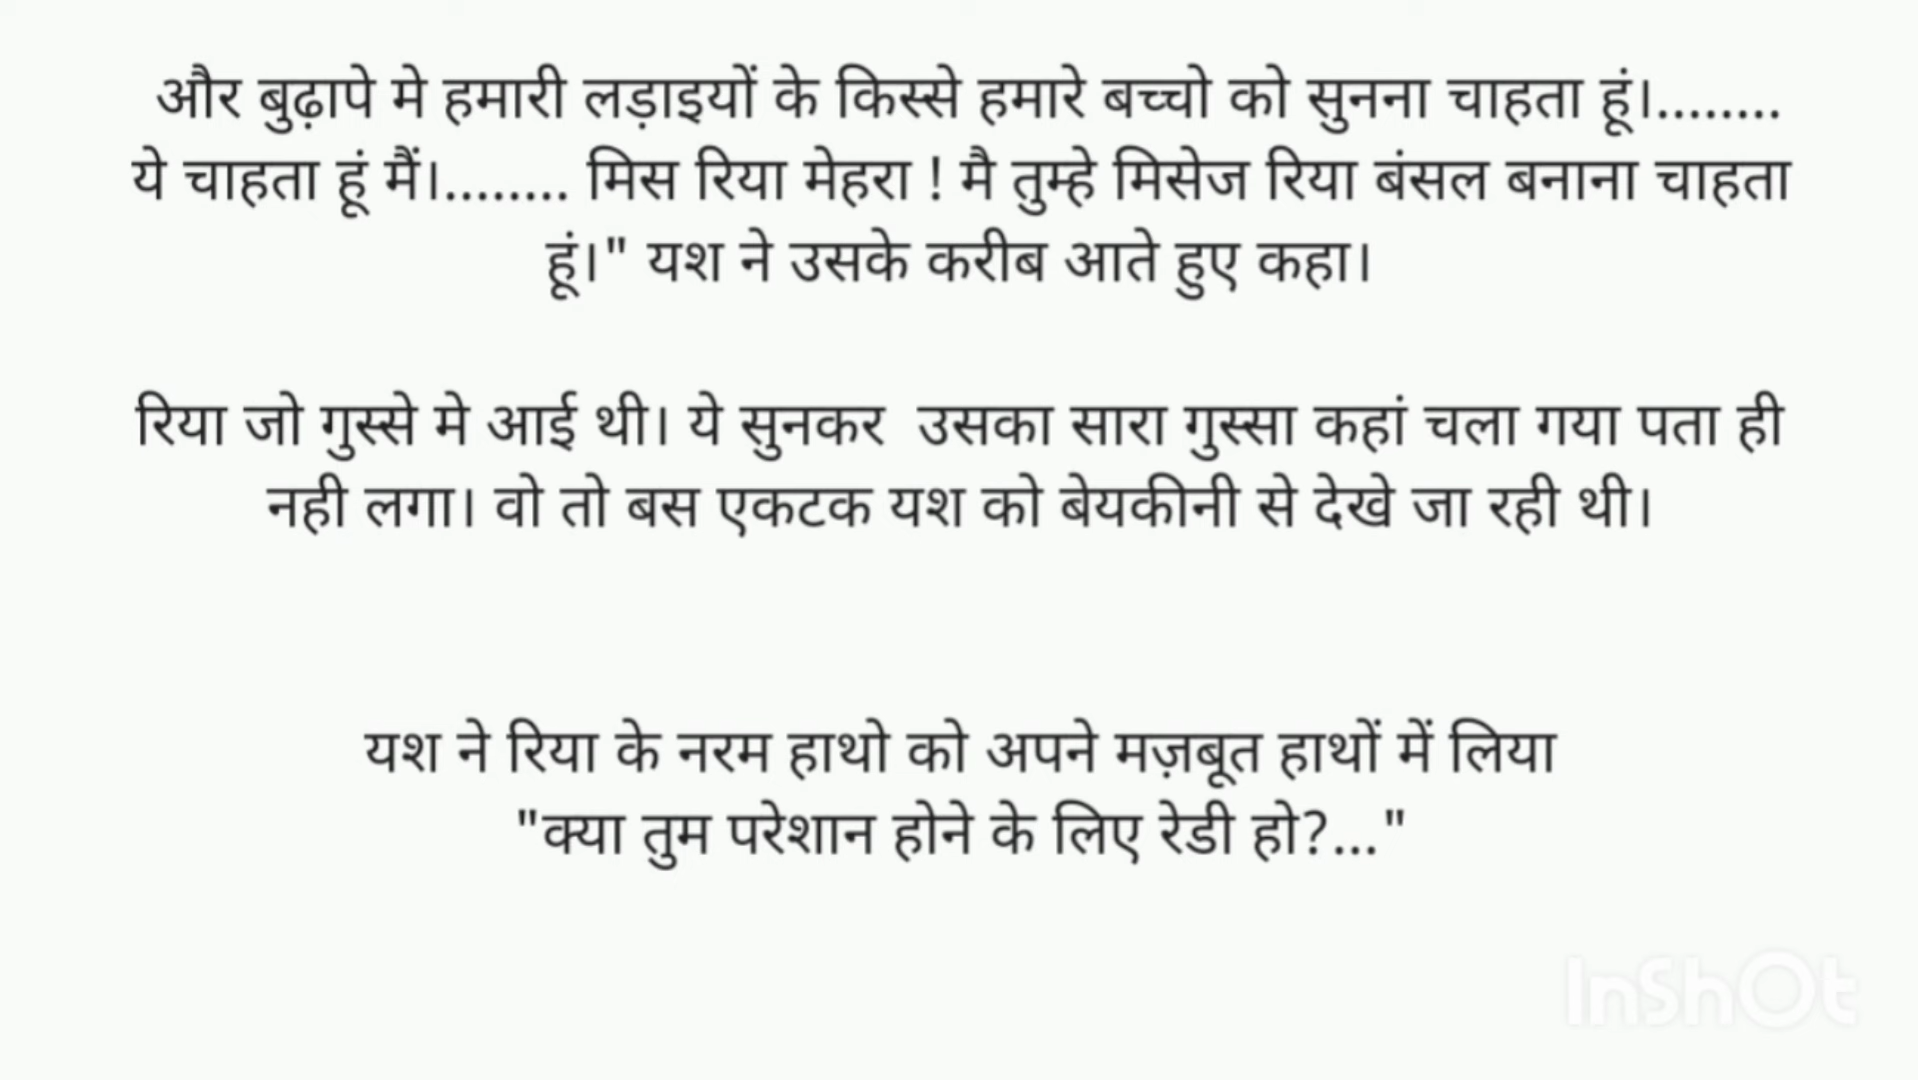 और बुढ़ापे मे हमारी लड़ाइयों के किस्से हमारे बच्चो को सुनना चाहता हूं।........
ये चाहता हूं मैं।........ मिस रिया मेहरा ! मै तुम्हे मिसेज रिया बंसल बनाना चाहता
हूं।" यश ने उसके करीब आते हुए कहा।
रिया जो गुस्से मे आई थी। ये सुनकर  उसका सारा गुस्सा कहां चला गया पता ही
नही लगा। वो तो बस एकटक यश को बेयकीनी से देखे जा रही थी।
यश ने रिया के नरम हाथो को अपने मज़बूत हाथों में लिया
"क्या तुम परेशान होने के लिए रेडी हो?..."
InShOt